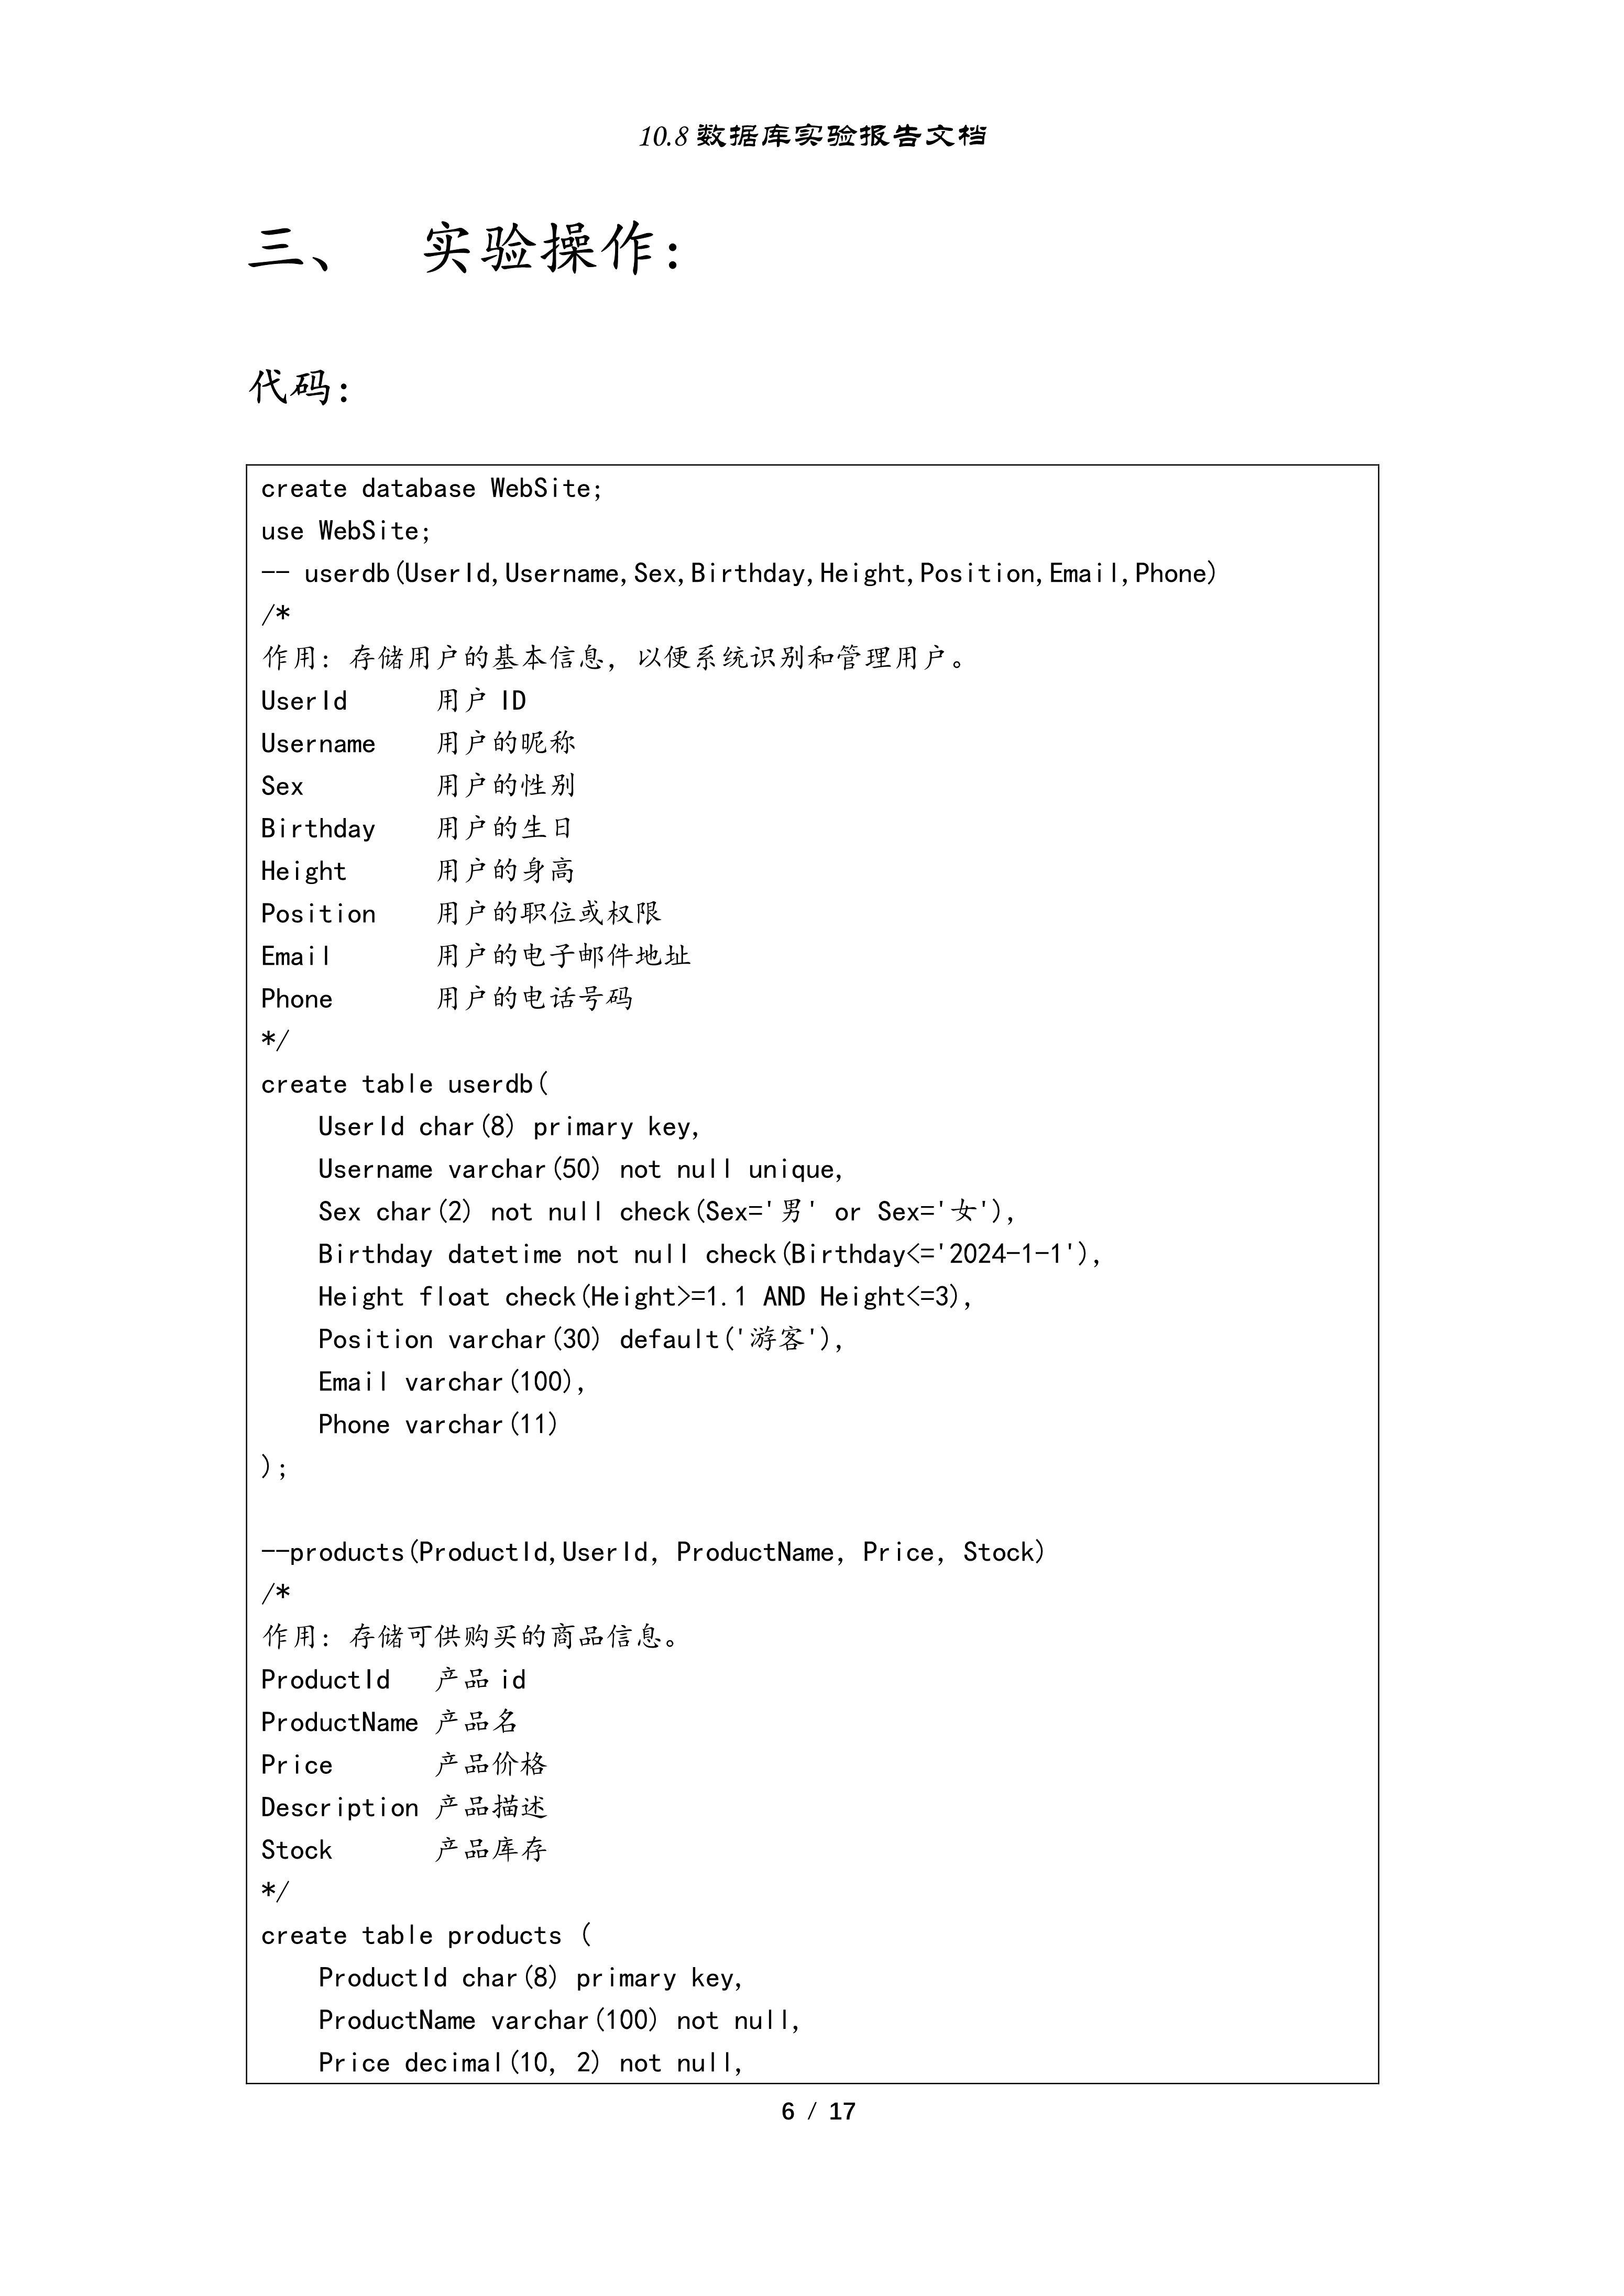 10.8数据库实验报告文档
三、 实验操作：
代码：
create database WebSite;
use WebSite;
-- userdb(UserId,Username,Sex,Birthday,Height,Position,Email,Phone)
/*
作用：存储用户的基本信息，以便系统识别和管理用户。
UserId      用户 ID
Username    用户的昵称
Sex         用户的性别
Birthday    用户的生日
Height      用户的身高
Position    用户的职位或权限
Email       用户的电子邮件地址
Phone       用户的电话号码
*/
create table userdb(
    UserId char(8) primary key,
    Username varchar(50) not null unique,
    Sex char(2) not null check(Sex='男' or Sex='女'),
    Birthday datetime not null check(Birthday<='2024-1-1'),
    Height float check(Height>=1.1 AND Height<=3),
    Position varchar(30) default('游客'),
    Email varchar(100),
    Phone varchar(11)
);
--products(ProductId,UserId, ProductName, Price, Stock)
/*
作用：存储可供购买的商品信息。
ProductId   产品 id
ProductName 产品名
Price       产品价格
Description 产品描述
Stock       产品库存
*/
create table products (
    ProductId char(8) primary key,
    ProductName varchar(100) not null,
    Price decimal(10, 2) not null,
6 / 17